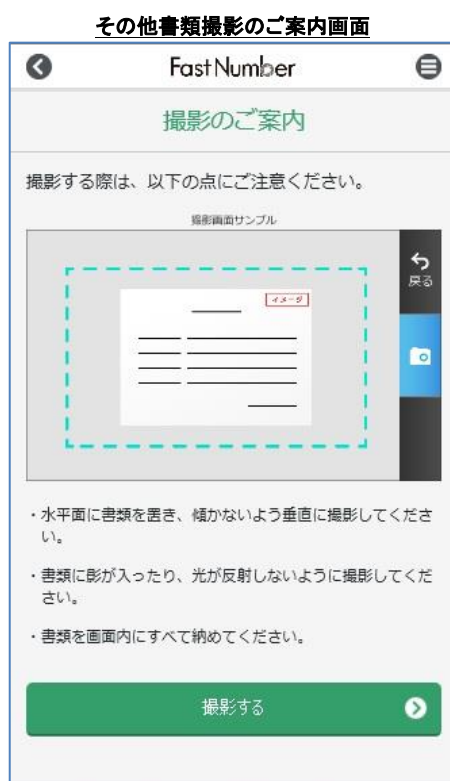 その他書類撮影のご案内画面
FastNumber
撮影のご案内
撮影する際は、以下の点にご注意ください。
撮影画面サンプル
戻る
イメージ
・水平面に書類を置き、傾かないよう垂直に撮影してくださ
い。
・書類に影が入ったり、光が反射しないように撮影してくだ
さい。
・書類を画面内にすべて納めてください。
撮影する